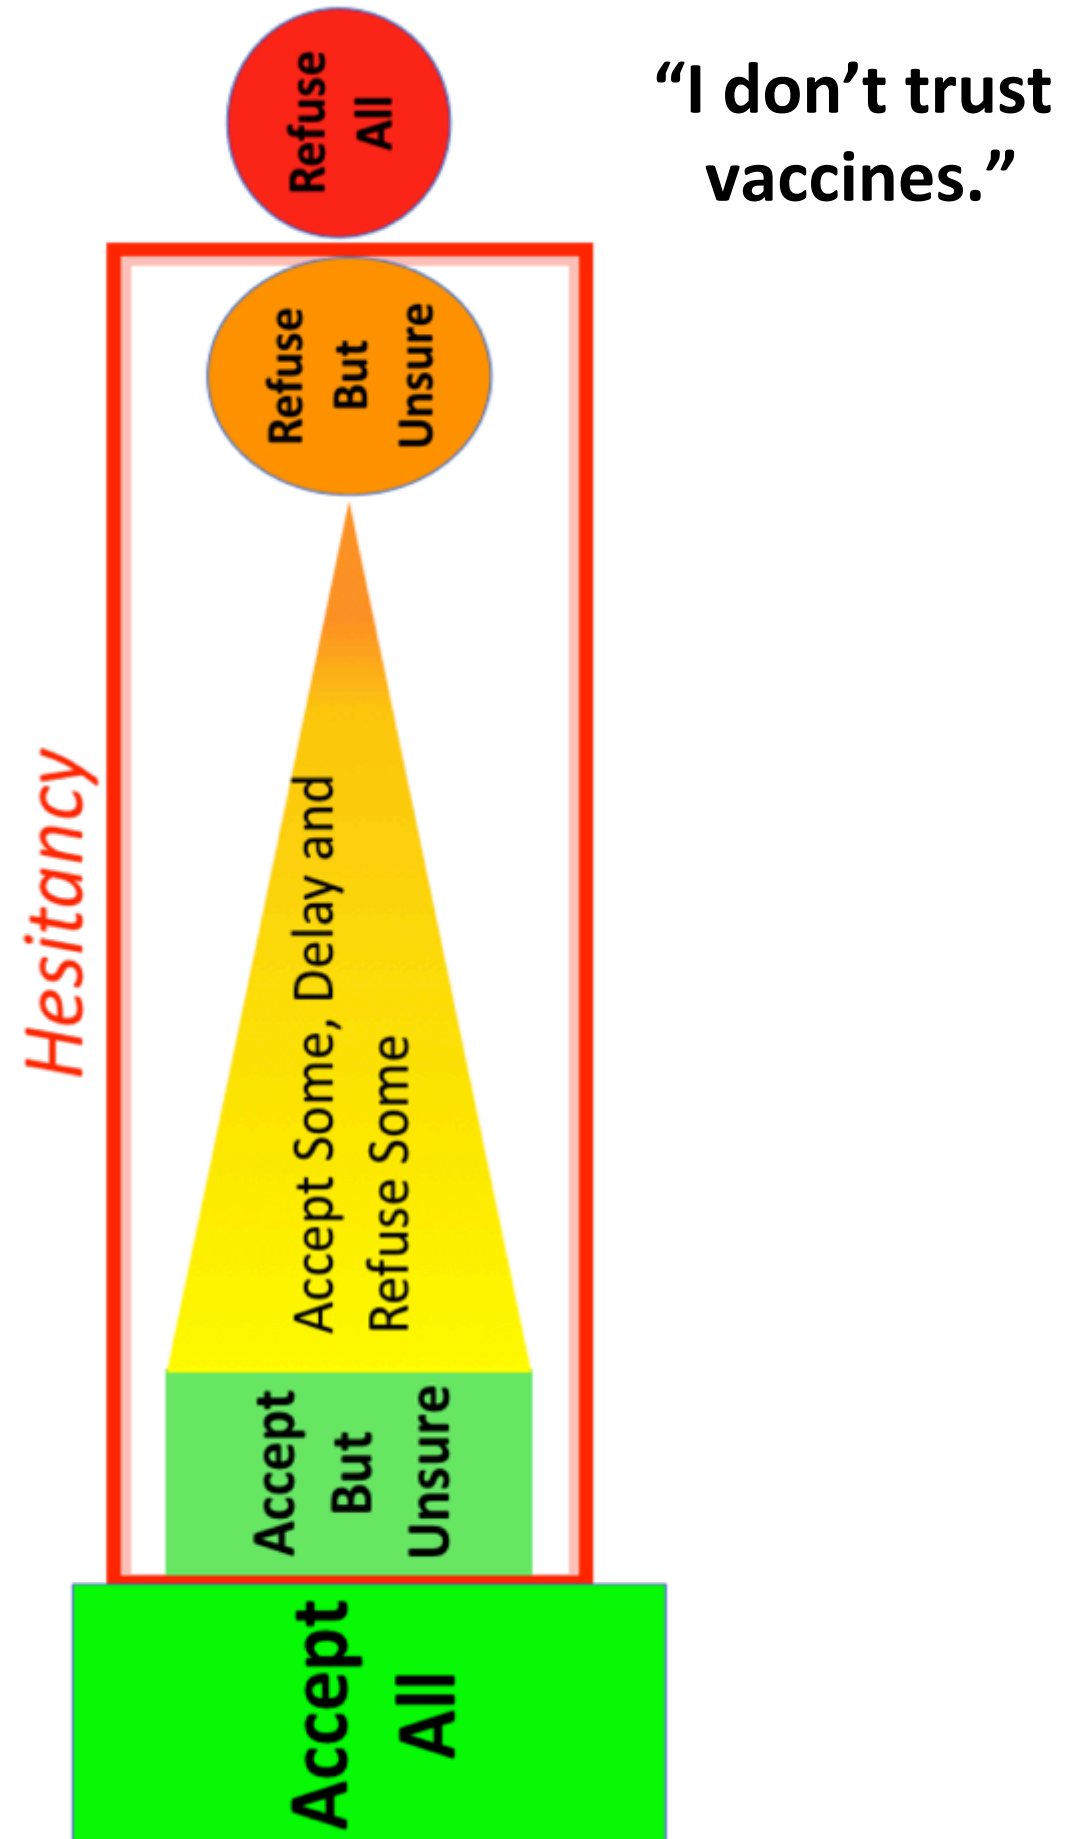 Refuse
All
“I don’t trust
vaccines.”
Refuse
But
Unsure
Hesitancy
Accept Some, Delay and
Refuse Some
Accept
But
Unsure
Accept
All